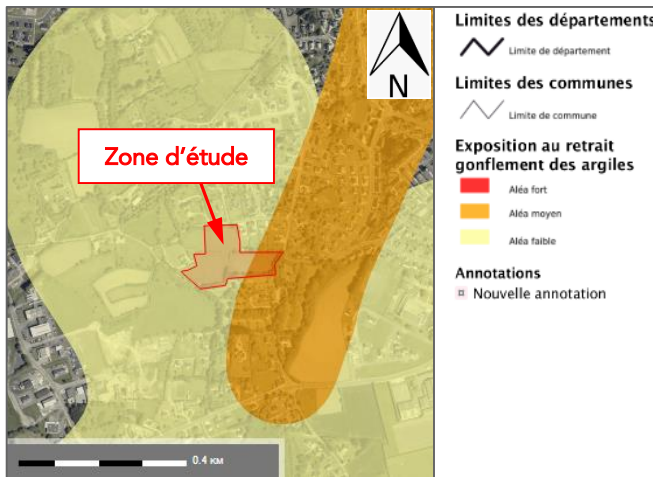 N
Zone d'étude
0.4 KM
Limites des départements
Limite de département
Limites des communes
Limite de commune
Exposition au retrait
gonflement des argiles
Aléa fort
Aléa moyen
Aléa faible
Annotations
Nouvelle annotation